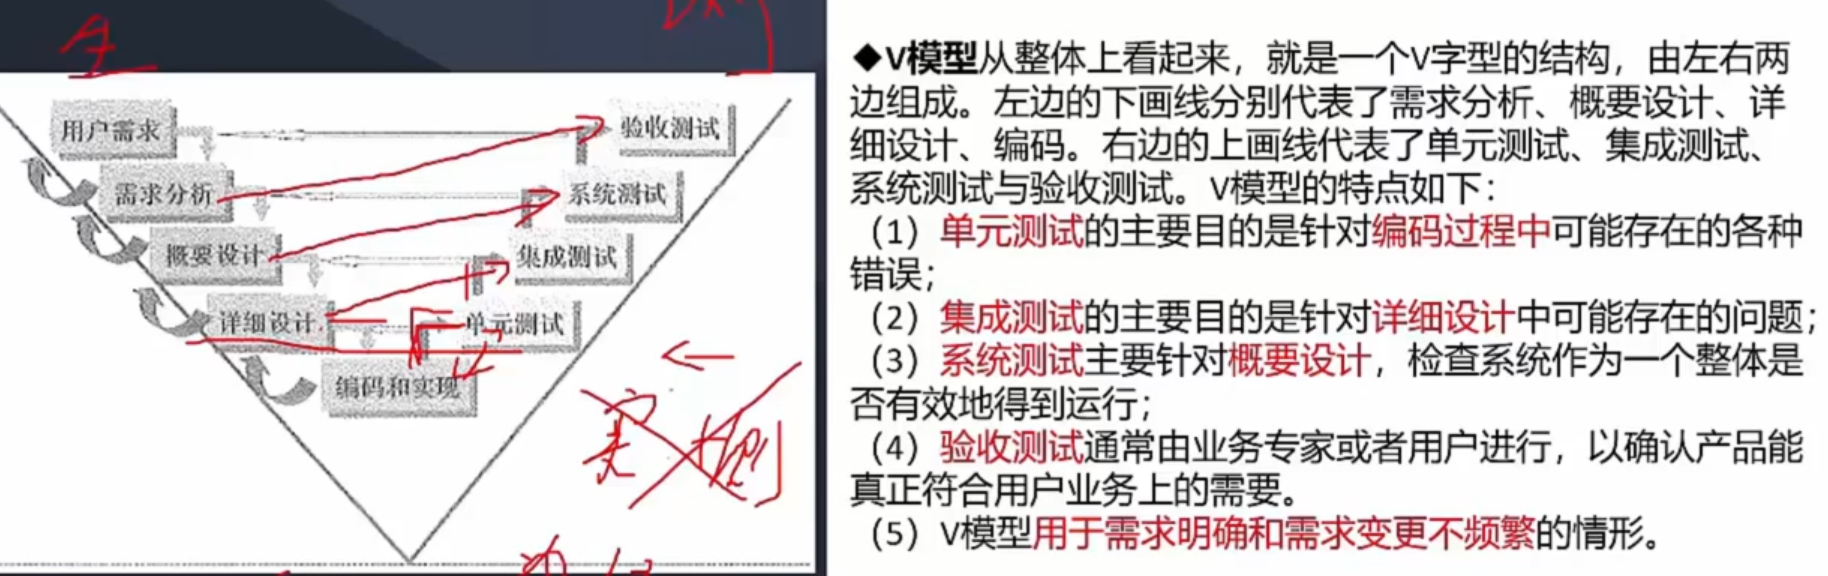 用户需求
验收测试
需求分析
系统测试
概要设计
集成测试
详细设计
单元测试
编码和实现
◆V模型从整体上看起来，就是一个V字型的结构，由左右两
边组成。左边的下画线分别代表了需求分析、概要设计、详
细设计、编码。右边的上画线代表了单元测试、集成测试、
系统测试与验收测试。V模型的特点如下：
（1）单元测试的主要目的是针对编码过程中可能存在的各种
错误；
（2）集成测试的主要目的是针对详细设计中可能存在的问题；
（3）系统测试主要针对概要设计，检查系统作为一个整体是
否有效地得到运行；
（4）验收测试通常由业务专家或者用户进行，以确认产品能
真正符合用户业务上的需要。
（5）V模型用于需求明确和需求变更不频繁的情形。